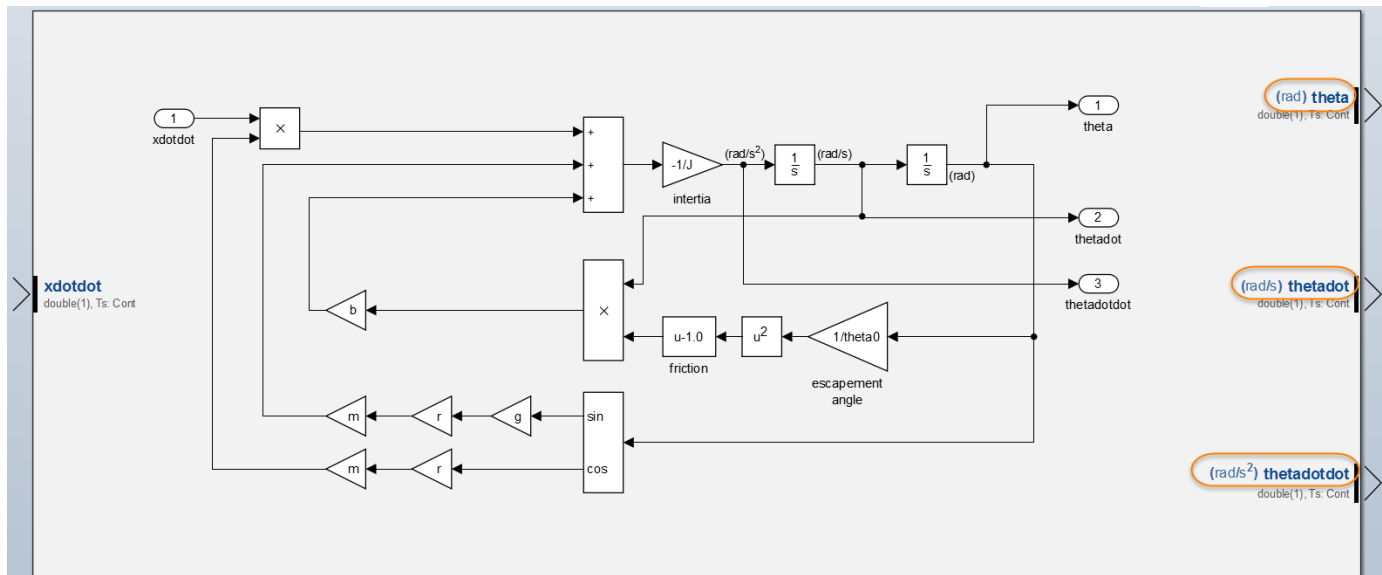 (rad) theta
double(1), Ts: Cont
1
xdotdot
×
+
+
+
-1/J
intertia
(rad/s²)
1
s
(rad/s)
1
s
(rad)
1
theta
2
thetadot
3
thetadotdot
xdotdot
double(1), Ts: Cont
(rad/s) thetadot
double(1), Ts: Cont
b
×
u-1.0
friction
u²
1/theta0
escapement
angle
m
r
g
sin
m
r
cos
(rad/s²) thetadotdot
double(1), Ts: Cont